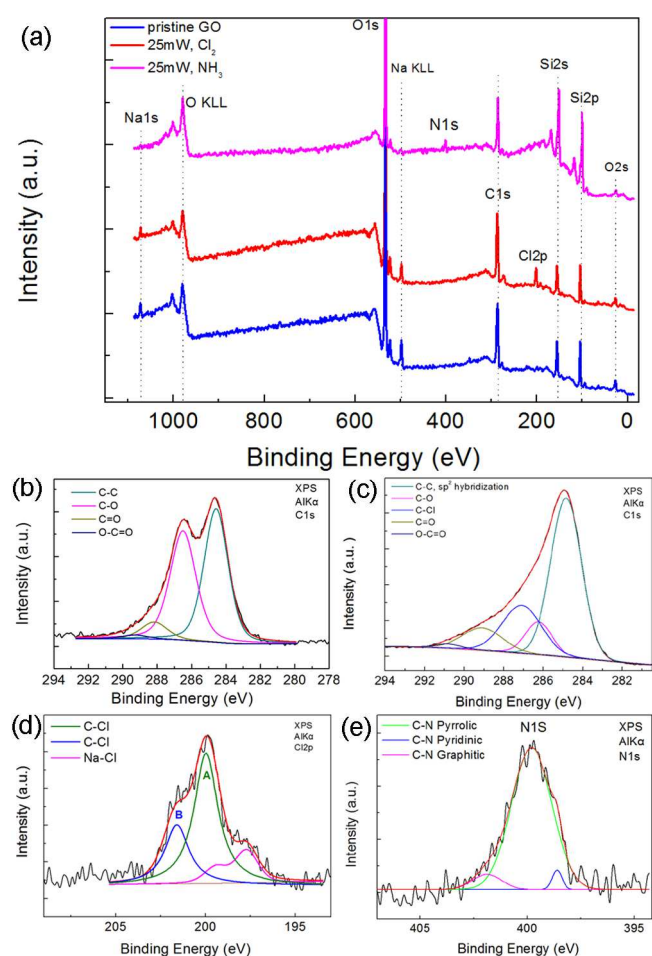 (a)
pristine GO
25mW, Cl₂
25mW, NH₃
O1s
Na KLL
Si2s
Si2p
O KLL
Na1s
N1s
O2s
C1s
Cl2p
Intensity (a.u.)
1000 800 600 400 200 0
Binding Energy (eV)
(b)
C-C
C-O
C=O
O-C=O
XPS
AlKα
C1s
Intensity (a.u.)
294 292 290 288 286 284 282 280 278
Binding Energy (eV)
(c)
C-C, sp² hybridization
C-O
C-Cl
C=O
O-C=O
XPS
AlKα
C1s
Intensity (a.u.)
294 292 290 288 286 284 282
Binding Energy (eV)
(d)
C-Cl
C-Cl
Na-Cl
XPS
AlKα
Cl2p
A
B
Intensity (a.u.)
205 200 195
Binding Energy (eV)
(e)
C-N Pyrrolic
C-N Pyridinic
C-N Graphitic
N1S
XPS
AlKα
N1s
Intensity (a.u.)
405 400 395
Binding Energy (eV)